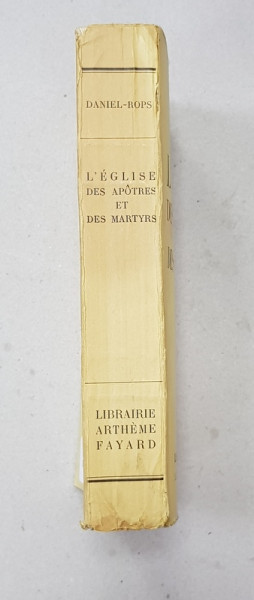 DANIEL-ROPS
L'ÉGLISE
DES APÔTRES
ET
DES MARTYRS
LIBRAIRIE
ARTHÈME
FAYARD